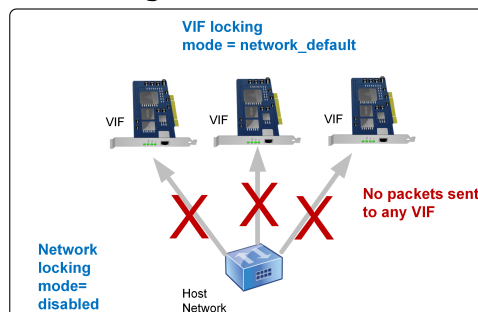 VIF locking
mode = network_default
VIF
VIF
VIF
No packets sent
to any VIF
Network
locking
mode=
disabled
Host
Network